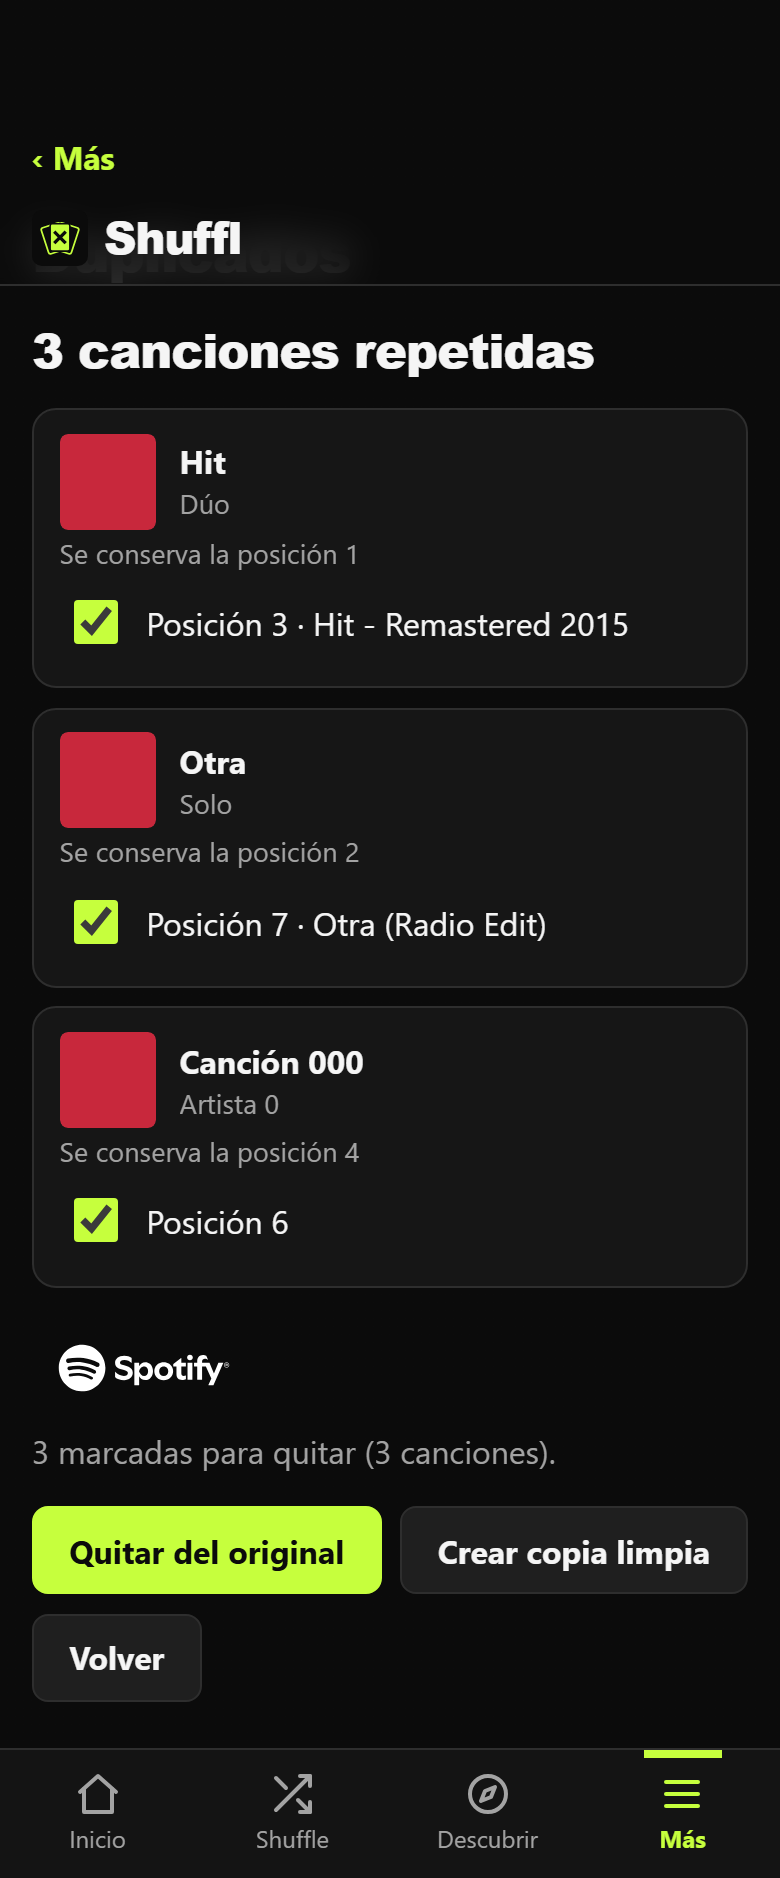 ‹ Más
Shuffl
Duplicados
3 canciones repetidas
Hit
Dúo
Se conserva la posición 1
Posición 3 · Hit - Remastered 2015
Otra
Solo
Se conserva la posición 2
Posición 7 · Otra (Radio Edit)
Canción 000
Artista 0
Se conserva la posición 4
Posición 6
Spotify®
3 marcadas para quitar (3 canciones).
Quitar del original
Crear copia limpia
Volver
Inicio
Shuffle
Descubrir
Más